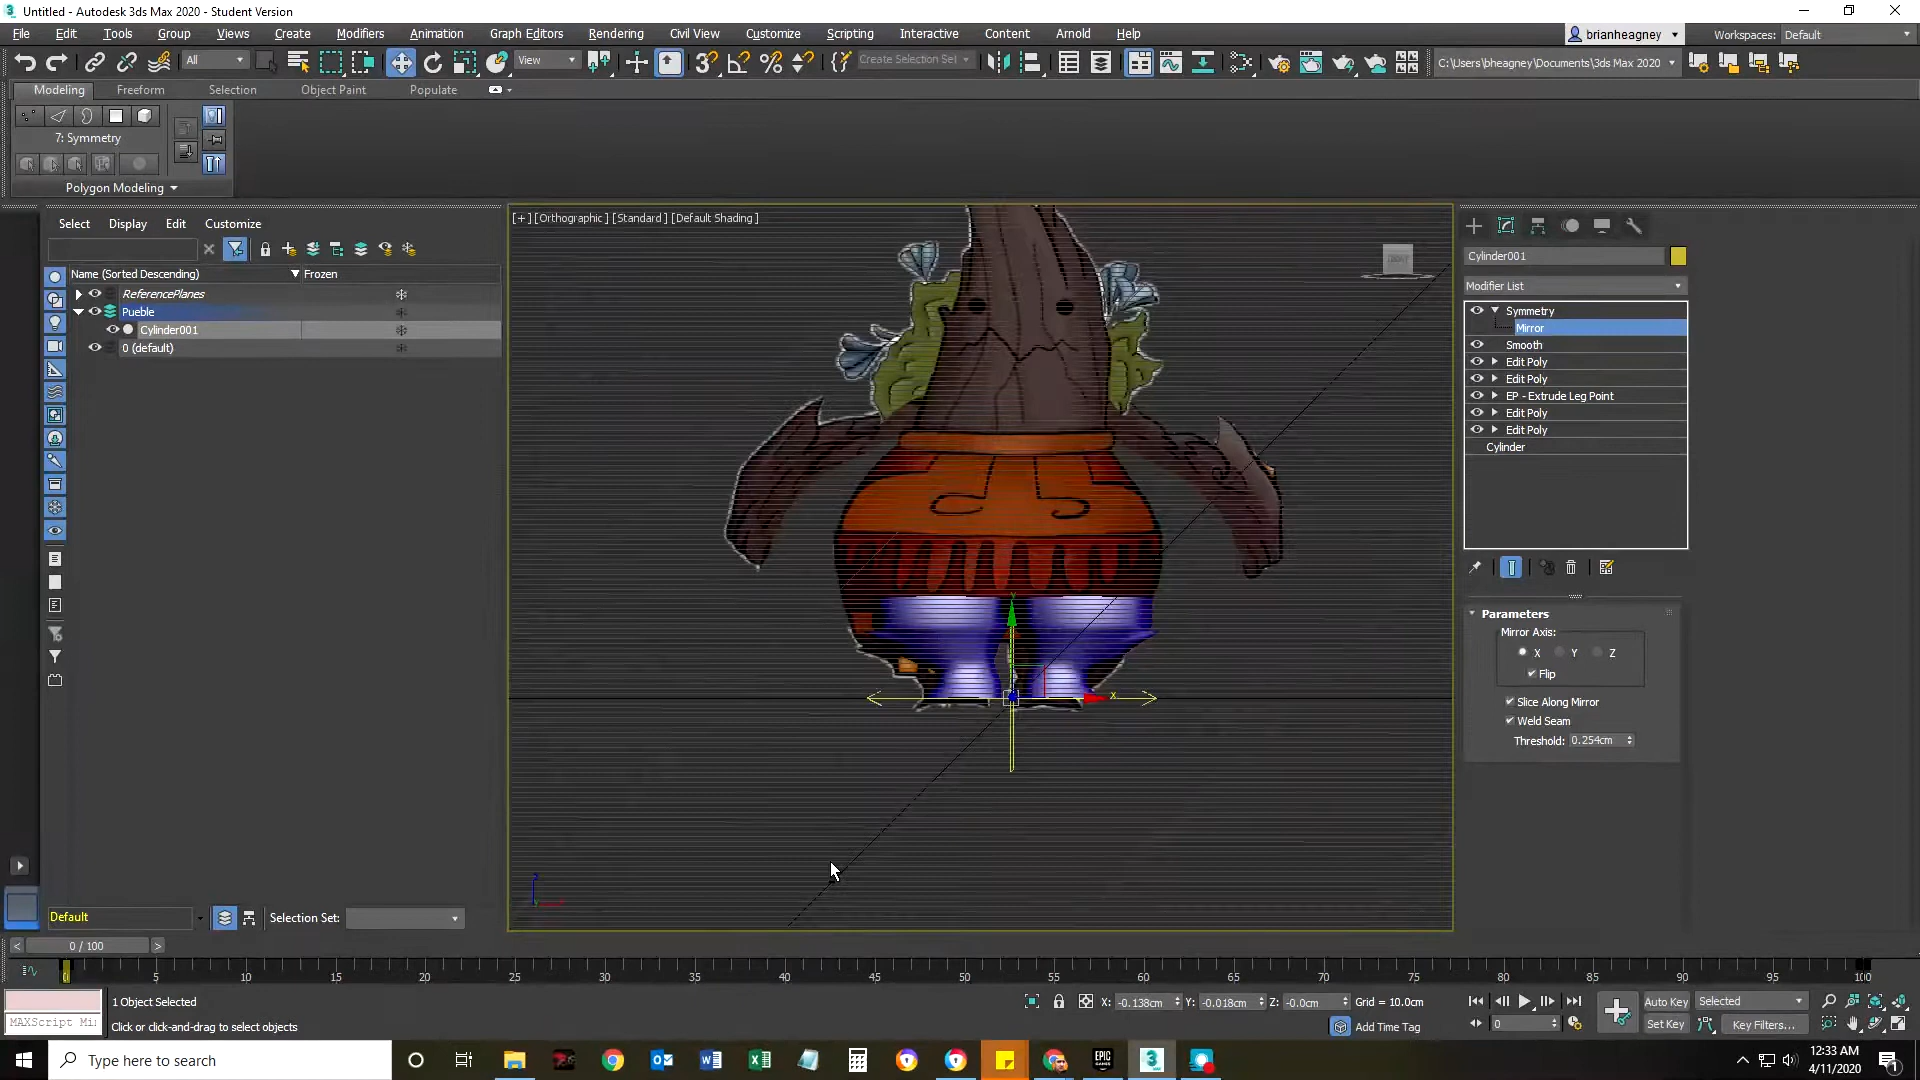 Untitled - Autodesk 3ds Max 2020 - Student Version
File Edit Tools Group Views Create Modifiers Animation Graph Editors Rendering Civil View Customize Scripting Interactive Content Arnold Help
brianheagney
Workspaces: Default
All
View
Create Selection Set
C:\Users\bheagney\Documents\3ds Max 2020
Modeling Freeform Selection Object Paint Populate
7: Symmetry
Polygon Modeling
Select Display Edit Customize
Name (Sorted Descending) Frozen
ReferencePlanes
Pueble
Cylinder001
0 (default)
[+] [Orthographic] [Standard] [Default Shading]
FRONT
x
y
Cylinder001
Modifier List
Symmetry
Mirror
Smooth
Edit Poly
Edit Poly
EP - Extrude Leg Point
Edit Poly
Edit Poly
Cylinder
Parameters
Mirror Axis:
X Y Z
Flip
Slice Along Mirror
Weld Seam
Threshold: 0.254cm
Default
Selection Set:
< 0 / 100 >
0 5 10 15 20 25 30 35 40 45 50 55 60 65 70 75 80 85 90 95 100
1 Object Selected
X: -0.138cm Y: -0.018cm Z: -0.0cm Grid = 10.0cm
Auto Key Selected
MAXScript Mi
Click or click-and-drag to select objects
Add Time Tag
0
Set Key Key Filters...
Type here to search
EPIC GAMES
12:33 AM
4/11/2020